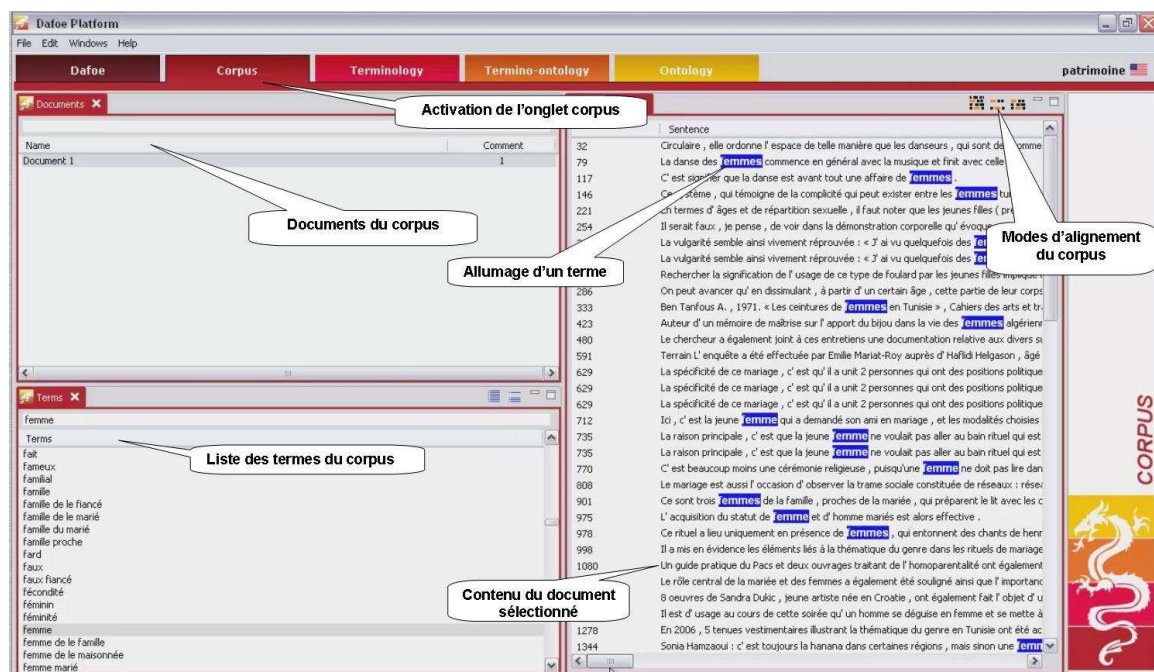 Dafoe Platform
File Edit Windows Help
Dafoe Corpus Terminology Termino-ontology Ontology patrimoine
Activation de l'onglet corpus
Documents
Name Comment
Document 1 1
Documents du corpus
Terms
femme
Terms
Liste des termes du corpus
fait
fameux
familial
famille
famille de le fiancé
famille de le marié
famille du marié
famille proche
fard
faux
faux fiancé
fécondité
féminin
féminité
femme
femme de le famille
femme de le maisonnée
femme marié
Sentence
32 Circulaire , elle ordonne l' espace de telle manière que les danseurs , qui sont
79 La danse des femmes commence en général avec la musique et finit avec celle
117 C' est signifier que la danse est avant tout une affaire de femmes .
146 Ce système , qui témoigne de la complicité qui peut exister entre les femmes
221 En termes d' âges et de répartition sexuelle , il faut noter que les jeunes filles (
254 Il serait faux , je pense , de voir dans la démonstration corporelle qu'
La vulgarité semble ainsi vivement réprouvée : « J' ai vu quelquefois des
La vulgarité semble ainsi vivement réprouvée : « J' ai vu quelquefois des
Rechercher la signification de l' usage de ce type de foulard par les jeunes filles implique
286 On peut avancer qu' en dissimulant , à partir d' un certain âge , cette partie de leur corps
333 Ben Tanfous A. , 1971. « Les ceintures de femmes en Tunisie » , Cahiers des arts et
423 Auteur d' un mémoire de maîtrise sur l' apport du bijou dans la vie des femmes
480 Le chercheur a également joint à ces entretiens une documentation relative aux divers
591 Terrain L' enquête a été effectuée par Emilie Mariat-Roy auprès d' Haflidi Helgason , âgé
629 La spécificité de ce mariage , c' est qu' il a unit 2 personnes qui ont des positions politique
629 La spécificité de ce mariage , c' est qu' il a unit 2 personnes qui ont des positions politique
629 La spécificité de ce mariage , c' est qu' il a unit 2 personnes qui ont des positions politique
712 Ici , c' est la jeune femme qui a demandé son ami en mariage , et les modalités choisies
735 La raison principale , c' est que la jeune femme ne voulait pas aller au bain rituel qui est
735 La raison principale , c' est que la jeune femme ne voulait pas aller au bain rituel qui est
770 C' est beaucoup moins une cérémonie religieuse , puisqu'une femme ne doit pas lire dan
808 Le mariage est aussi l' occasion d' observer la trame sociale constituée de réseaux :
901 Ce sont trois femmes de la famille , proches de la mariée , qui préparent le lit avec les
975 L' acquisition du statut de femme et d' homme mariés est alors effective .
978 Ce rituel a lieu uniquement en présence de femmes , qui entonnent des chants de
998 Il a mis en évidence les éléments liés à la thématique du genre dans les rituels de mariage
1080 Un guide pratique du Pacs et deux ouvrages traitant de l' homoparentalité ont également
Le rôle central de la mariée et des femmes a également été souligné ainsi que l'
8 oeuvres de Sandra Dukic , jeune artiste née en Croatie , ont également fait l' objet d'
Il est d' usage au cours de cette soirée qu' un homme se déguise en femme et se mette à
1278 En 2006 , 5 tenues vestimentaires illustrant la thématique du genre en Tunisie ont été
1344 Sonia Hamzaoui : c' est toujours la hanana dans certaines régions , mais sinon une
Allumage d'un terme
Modes d'alignement
du corpus
Contenu du document
sélectionné
CORPUS